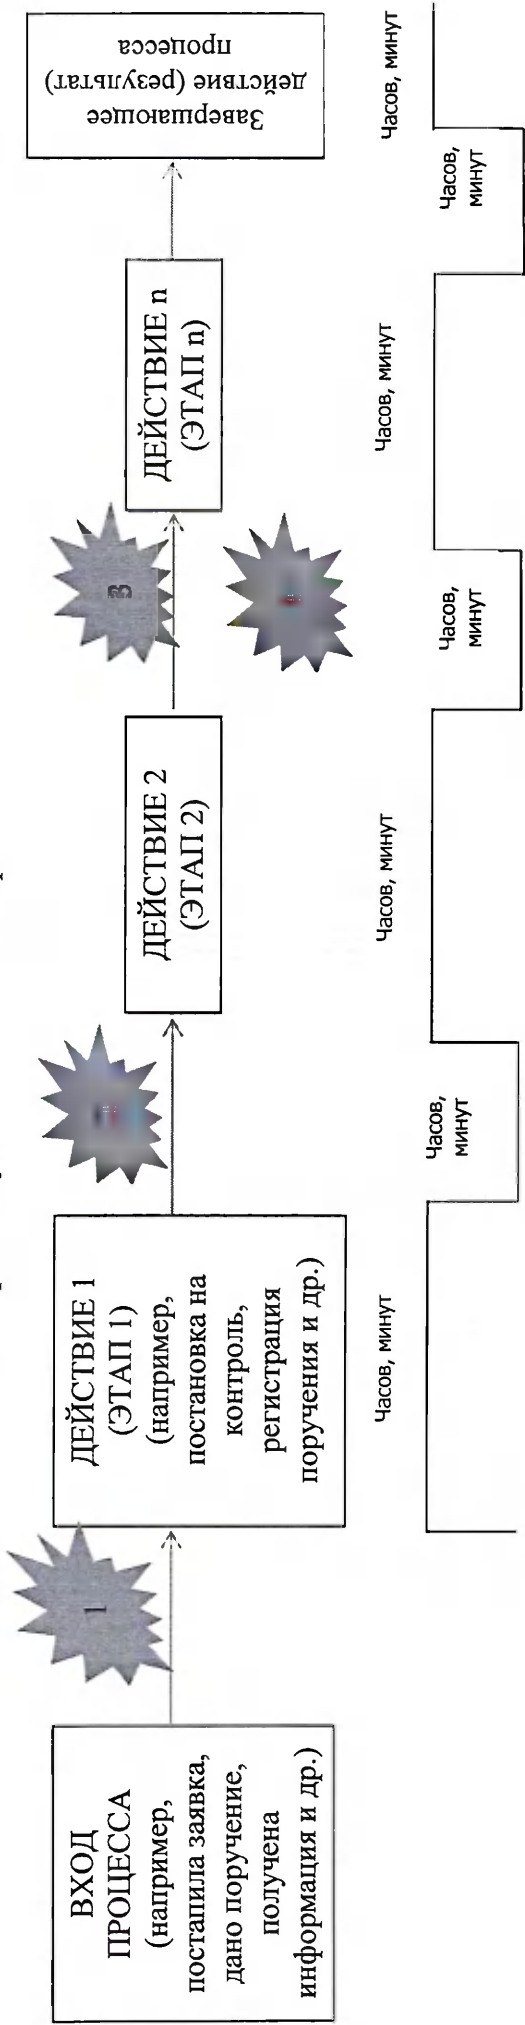 ВХОД
ПРОЦЕССА
(например,
постапила заявка,
дано поручение,
получена
информация и др.)
1
ДЕЙСТВИЕ 1
(ЭТАП 1)
(например,
постановка на
контроль,
регистрация
поручения и др.)
ДЕЙСТВИЕ 2
(ЭТАП 2)
3
ДЕЙСТВИЕ n
(ЭТАП n)
Завершающее
действие (результат)
процесса
Часов, минут
Часов,
минут
Часов, минут
Часов,
минут
Часов, минут
Часов,
минут
Часов, минут